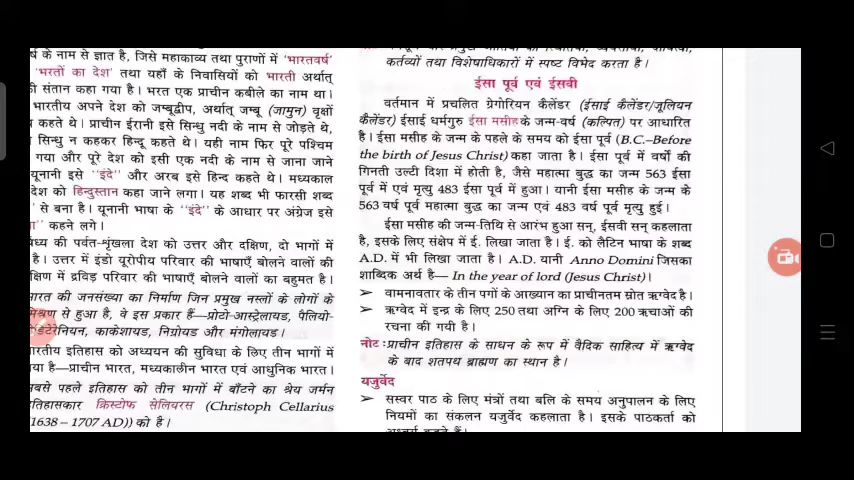 र्ष के नाम से ज्ञात है, जिसे महाकाव्य तथा पुराणों में 'भारतवर्ष'
'भरतों का देश' तथा यहाँ के निवासियों को भारती अर्थात्
की संतान कहा गया है। भरत एक प्राचीन कबीले का नाम था।
भारतीय अपने देश को जम्बूद्वीप, अर्थात् जम्बू (जामुन) वृक्षों
कहते थे। प्राचीन ईरानी इसे सिन्धु नदी के नाम से जोड़ते थे,
सिन्धु न कहकर हिन्दू कहते थे। यही नाम फिर पूरे पश्चिम
गया और पूरे देश को इसी एक नदी के नाम से जाना जाने
यूनानी इसे ''इंदे'' और अरब इसे हिन्द कहते थे। मध्यकाल
देश को हिन्दुस्तान कहा जाने लगा। यह शब्द भी फारसी शब्द
से बना है। यूनानी भाषा के ''इंदे'' के आधार पर अंग्रेज इसे
कहने लगे।
विंध्य की पर्वत-शृंखला देश को उत्तर और दक्षिण, दो भागों में
है। उत्तर में इंडो यूरोपीय परिवार की भाषाएँ बोलने वालों की
क्षिण में द्रविड़ परिवार की भाषाएँ बोलने वालों का बहुमत है।
भारत की जनसंख्या का निर्माण जिन प्रमुख नस्लों के लोगों के
मिश्रण से हुआ है, वे इस प्रकार हैं—प्रोटो-आस्ट्रेलायड, पैलियो-
मेडिटेरेनियन, काकेशायड, निग्रोयड और मंगोलायड।
भारतीय इतिहास को अध्ययन की सुविधा के लिए तीन भागों में
गया है—प्राचीन भारत, मध्यकालीन भारत एवं आधुनिक भारत।
सबसे पहले इतिहास को तीन भागों में बाँटने का श्रेय जर्मन
इतिहासकार क्रिस्टोफ सेलियरस (Christoph Cellarius
(1638 – 1707 AD)) को है।
कर्तव्यों तथा विशेषाधिकारों में स्पष्ट विभेद करता है।
ईसा पूर्व एवं ईसवी
वर्तमान में प्रचलित ग्रेगोरियन कैलेंडर (ईसाई कैलेंडर/जूलियन
कैलेंडर) ईसाई धर्मगुरु ईसा मसीह के जन्म-वर्ष (कल्पित) पर आधारित
है। ईसा मसीह के जन्म के पहले के समय को ईसा पूर्व (B.C.–Before
the birth of Jesus Christ) कहा जाता है। ईसा पूर्व में वर्षों की
गिनती उल्टी दिशा में होती है, जैसे महात्मा बुद्ध का जन्म 563 ईसा
पूर्व में एवं मृत्यु 483 ईसा पूर्व में हुआ। यानी ईसा मसीह के जन्म के
563 वर्ष पूर्व महात्मा बुद्ध का जन्म एवं 483 वर्ष पूर्व मृत्यु हुई।
ईसा मसीह की जन्म-तिथि से आरंभ हुआ सन्, ईसवी सन् कहलाता
है, इसके लिए संक्षेप में ई. लिखा जाता है। ई. को लैटिन भाषा के शब्द
A.D. में भी लिखा जाता है। A.D. यानी Anno Domini जिसका
शाब्दिक अर्थ है— In the year of lord (Jesus Christ)।
➢ वामनावतार के तीन पगों के आख्यान का प्राचीनतम स्रोत ऋग्वेद है।
➢ ऋग्वेद में इन्द्र के लिए 250 तथा अग्नि के लिए 200 ऋचाओं की
रचना की गयी है।
नोट : प्राचीन इतिहास के साधन के रूप में वैदिक साहित्य में ऋग्वेद
के बाद शतपथ ब्राह्मण का स्थान है।
यजुर्वेद
➢ सस्वर पाठ के लिए मंत्रों तथा बलि के समय अनुपालन के लिए
नियमों का संकलन यजुर्वेद कहलाता है। इसके पाठकर्ता को